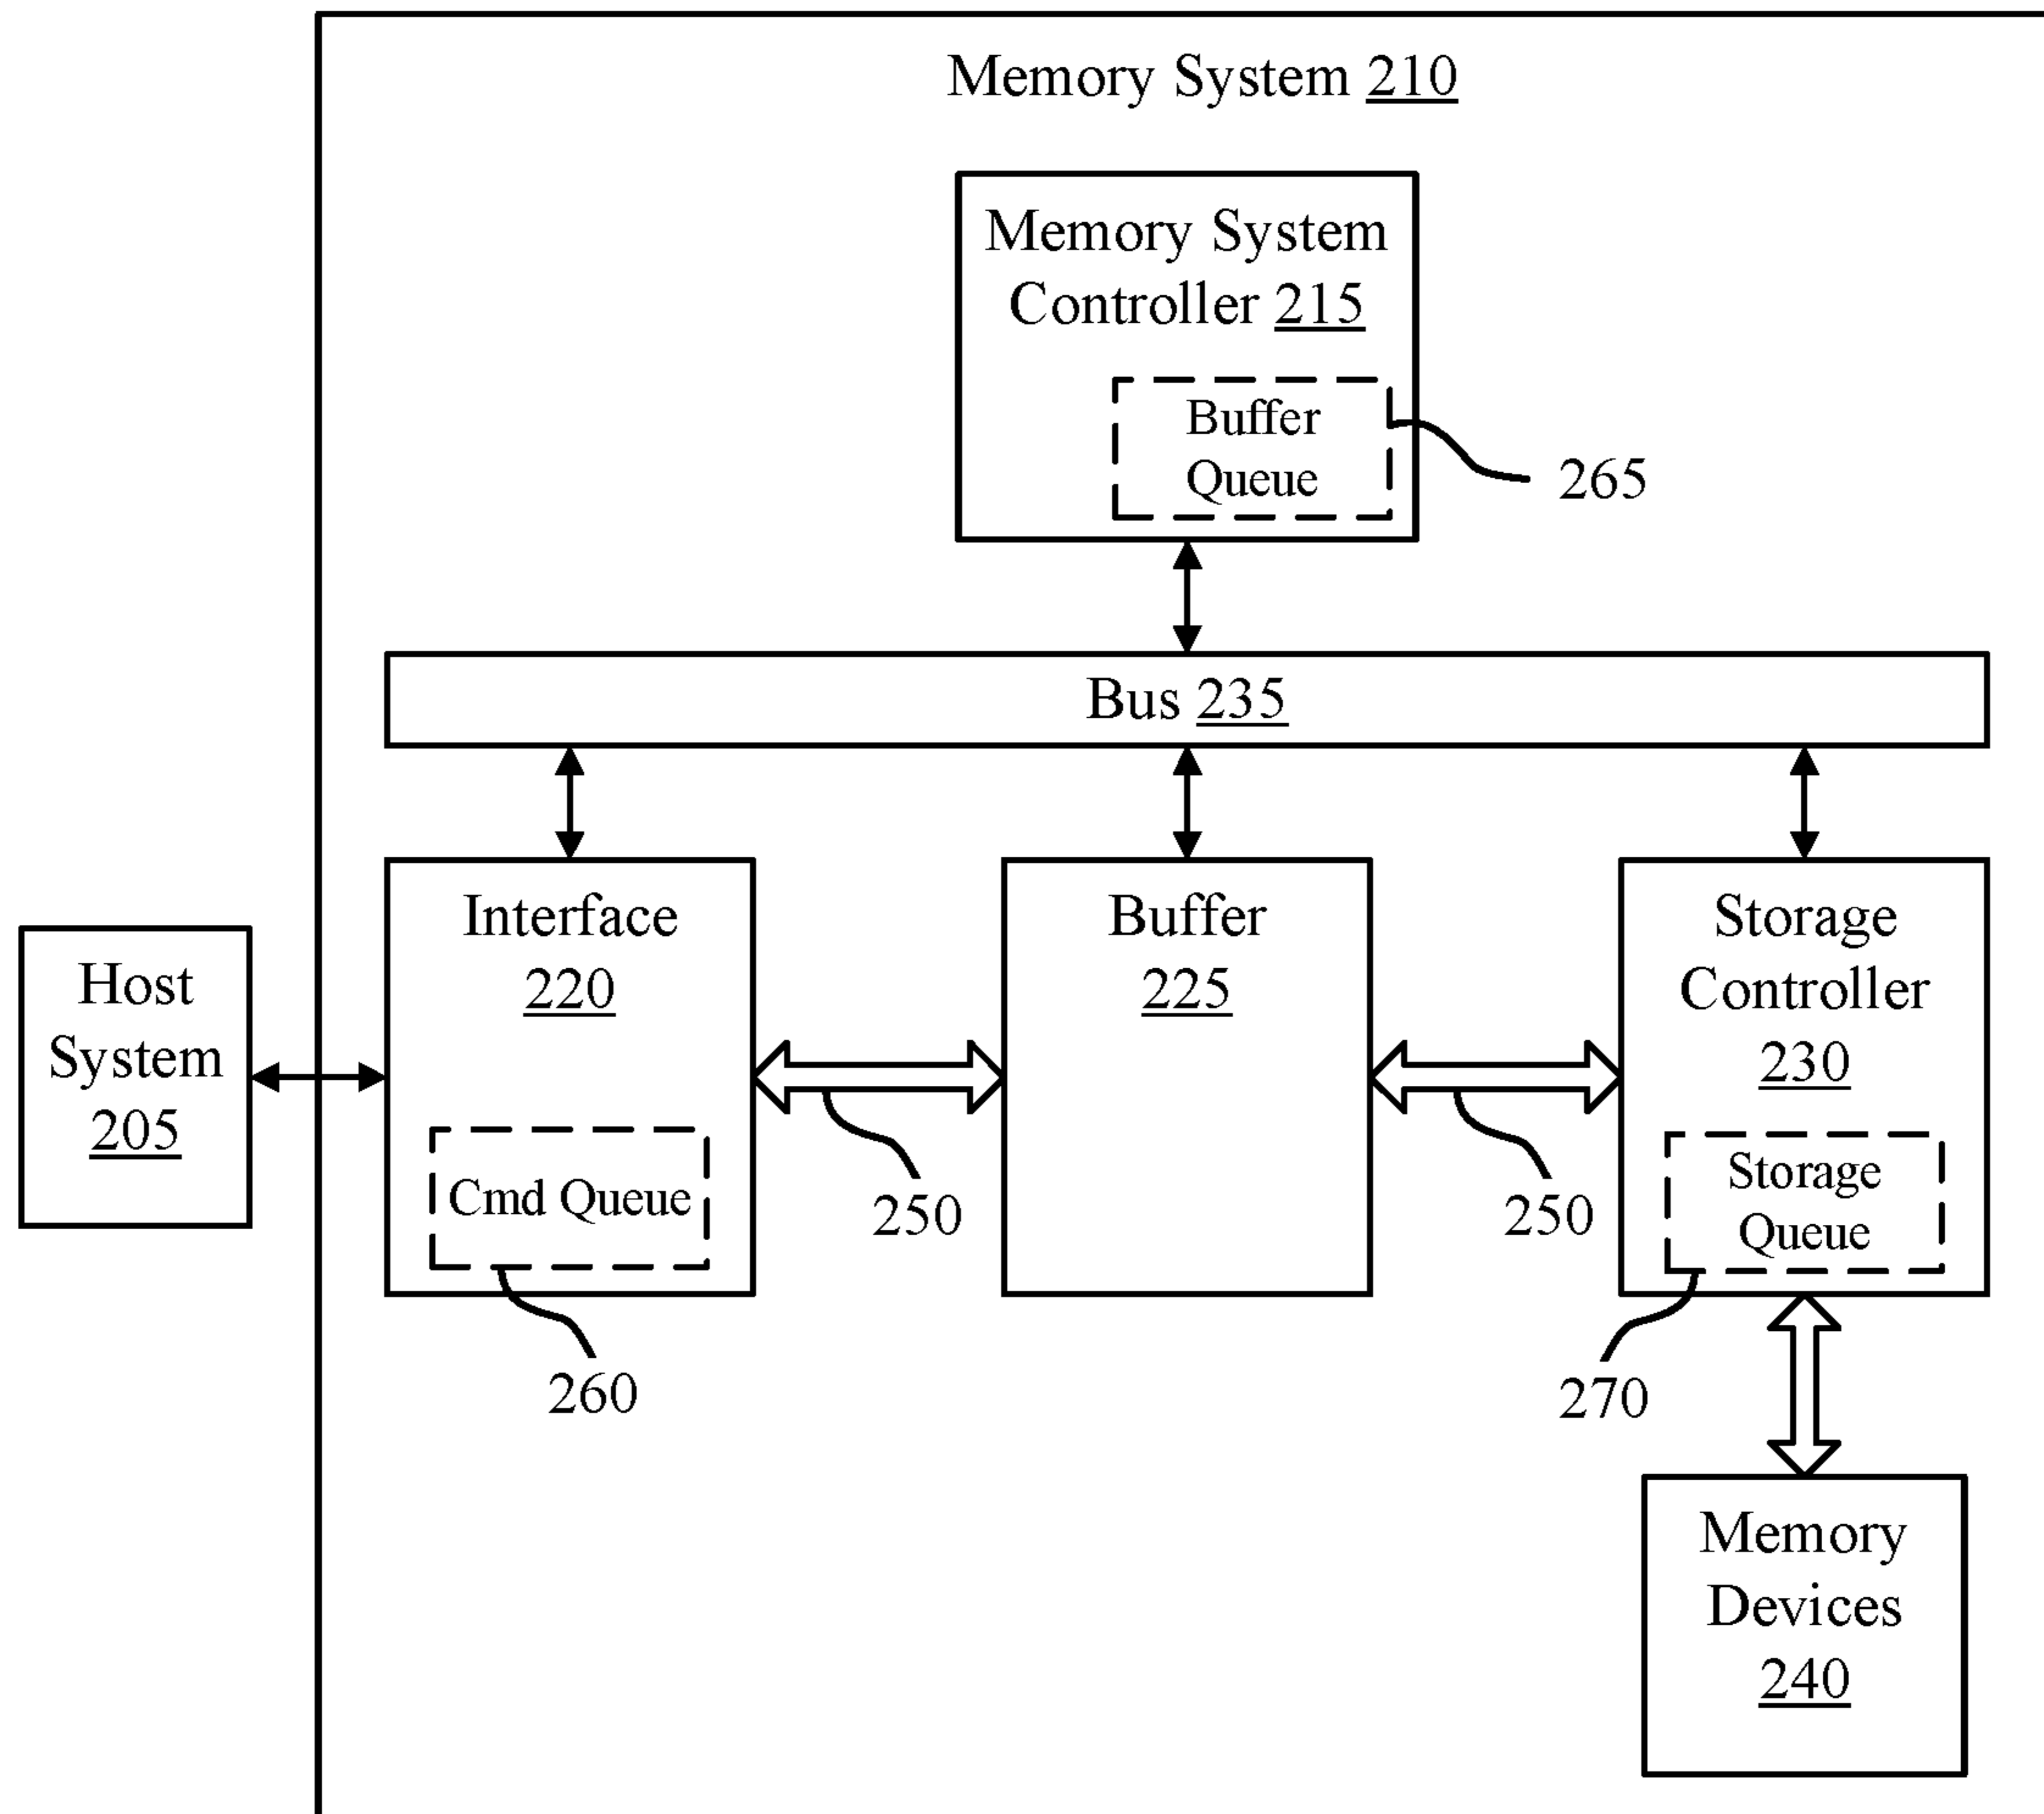 Memory System 210
Memory System
Controller 215
Buffer
Queue
265
Bus 235
Interface
220
Buffer
225
Storage
Controller
230
Host
System
205
Cmd Queue
250
250
Storage
Queue
260
270
Memory
Devices
240